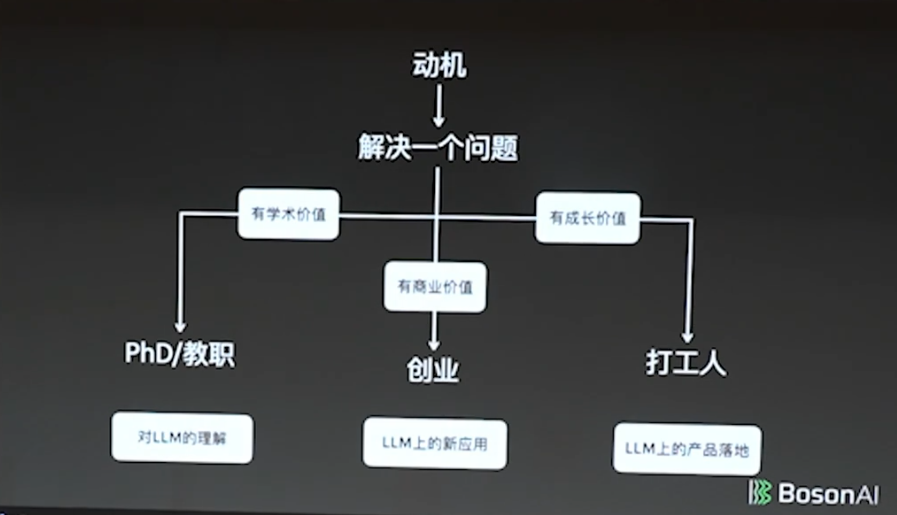 动机
解决一个问题
有学术价值
有成长价值
有商业价值
PhD/教职
创业
打工人
对LLM的理解
LLM上的新应用
LLM上的产品落地
BosonAI